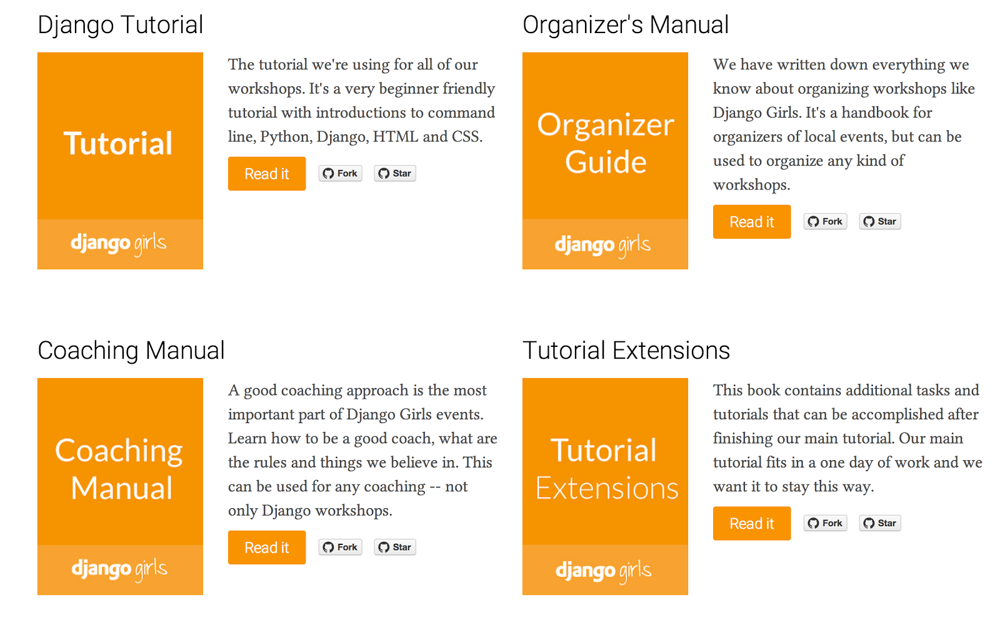 Django Tutorial
Tutorial
django girls
The tutorial we're using for all of our
workshops. It's a very beginner friendly
tutorial with introductions to command
line, Python, Django, HTML and CSS.
Read it
Fork
Star
Organizer's Manual
Organizer
Guide
django girls
We have written down everything we
know about organizing workshops like
Django Girls. It's a handbook for
organizers of local events, but can be
used to organize any kind of
workshops.
Read it
Fork
Star
Coaching Manual
Coaching
Manual
django girls
A good coaching approach is the most
important part of Django Girls events.
Learn how to be a good coach, what are
the rules and things we believe in. This
can be used for any coaching -- not
only Django workshops.
Read it
Fork
Star
Tutorial Extensions
Tutorial
Extensions
django girls
This book contains additional tasks and
tutorials that can be accomplished after
finishing our main tutorial. Our main
tutorial fits in a one day of work and we
want it to stay this way.
Read it
Fork
Star